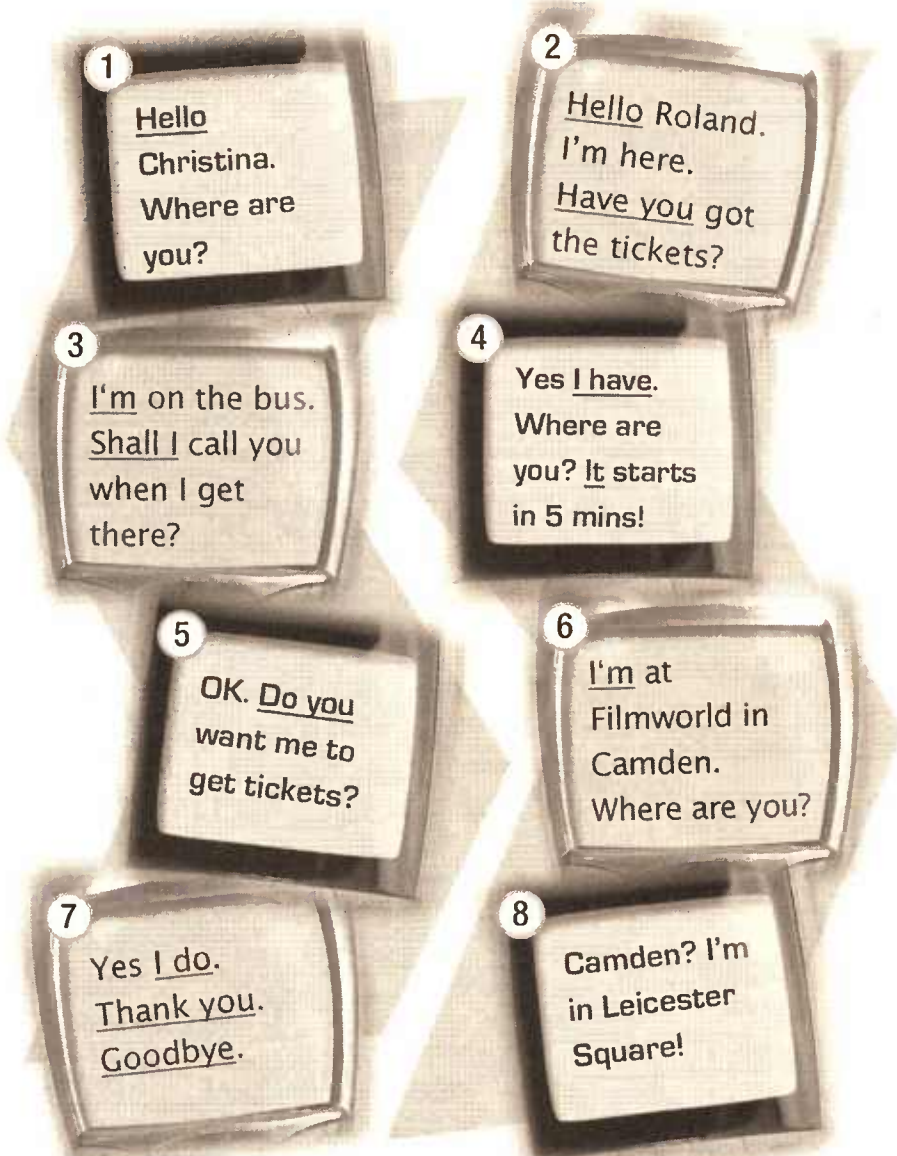 1
Hello
Christina.
Where are
you?
2
Hello Roland.
I'm here.
Have you got
the tickets?
3
I'm on the bus.
Shall I call you
when I get
there?
4
Yes I have.
Where are
you? It starts
in 5 mins!
5
OK. Do you
want me to
get tickets?
6
I'm at
Filmworld in
Camden.
Where are you?
7
Yes I do.
Thank you.
Goodbye.
8
Camden? I'm
in Leicester
Square!